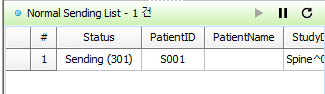 Normal Sending List - 1 건
# Status PatientID PatientName StudyD
1 Sending (301) S001 Spine^